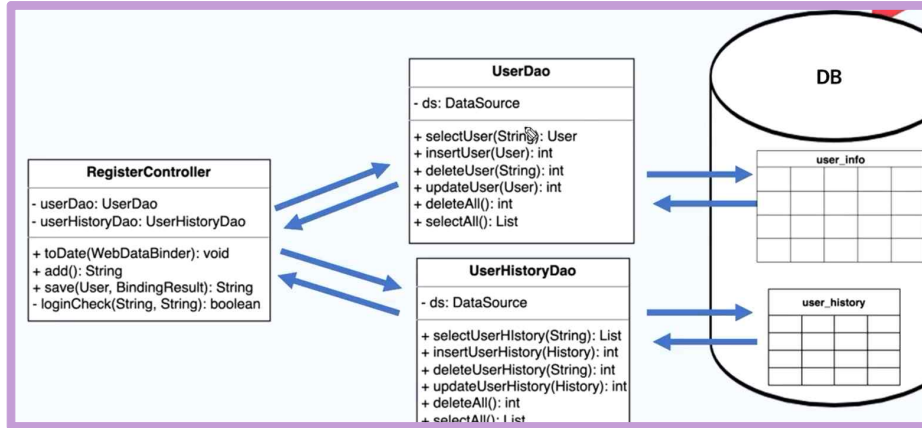 RegisterController
- userDao: UserDao
- userHistoryDao: UserHistoryDao
+ toDate(WebDataBinder): void
+ add(): String
+ save(User, BindingResult): String
- loginCheck(String, String): boolean
UserDao
- ds: DataSource
+ selectUser(String): User
+ insertUser(User): int
+ deleteUser(String): int
+ updateUser(User): int
+ deleteAll(): int
+ selectAll(): List
UserHistoryDao
- ds: DataSource
+ selectUserHIstory(String): List
+ insertUserHistory(History): int
+ deleteUserHistory(String): int
+ updateUserHistory(History): int
+ deleteAll(): int
+ selectAll(): List
DB
user_info
user_history